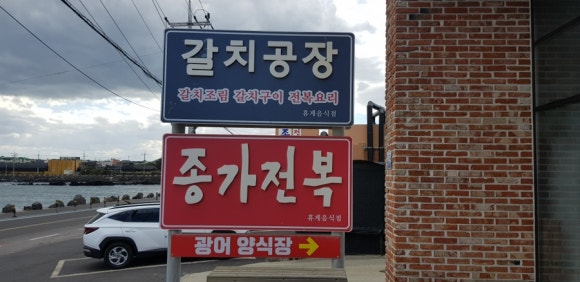 갈치공장
갈치조림 갈치구이 전복요리
휴게음식점
종가전복
휴게음식점
광어 양식장